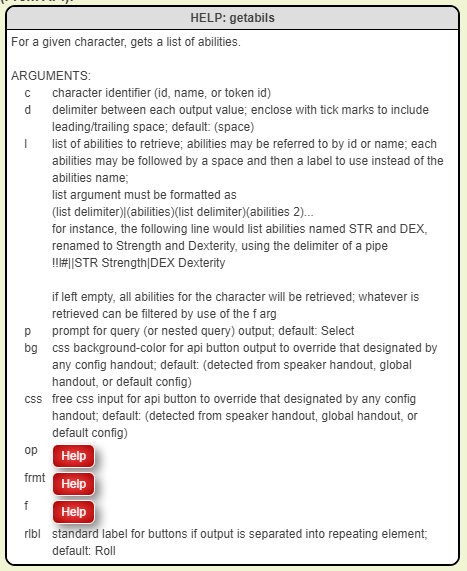 HELP: getabils
For a given character, gets a list of abilities.
ARGUMENTS:
c character identifier (id, name, or token id)
d delimiter between each output value; enclose with tick marks to include
leading/trailing space; default: (space)
l list of abilities to retrieve; abilities may be referred to by id or name; each
abilities may be followed by a space and then a label to use instead of the
abilities name;
list argument must be formatted as
(list delimiter)|(abilities)(list delimiter)(abilities 2)...
for instance, the following line would list abilities named STR and DEX,
renamed to Strength and Dexterity, using the delimiter of a pipe
!!l#||STR Strength|DEX Dexterity
if left empty, all abilities for the character will be retrieved; whatever is
retrieved can be filtered by use of the f arg
p prompt for query (or nested query) output; default: Select
bg css background-color for api button output to override that designated by
any config handout; default: (detected from speaker handout, global
handout, or default config)
css free css input for api button to override that designated by any config
handout; default: (detected from speaker handout, global handout, or
default config)
op Help
frmt Help
f Help
rlbl standard label for buttons if output is separated into repeating element;
default: Roll